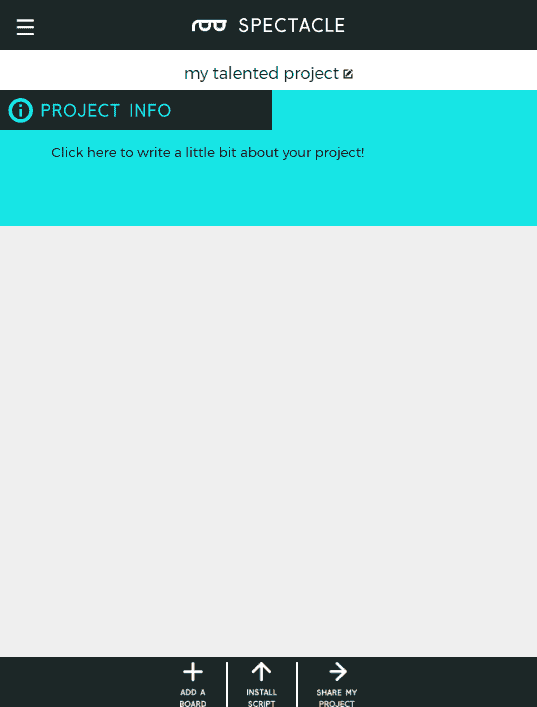 SPECTACLE
my talented project
PROJECT INFO
Click here to write a little bit about your project!
ADD A
BOARD
INSTALL
SCRIPT
SHARE MY
PROJECT